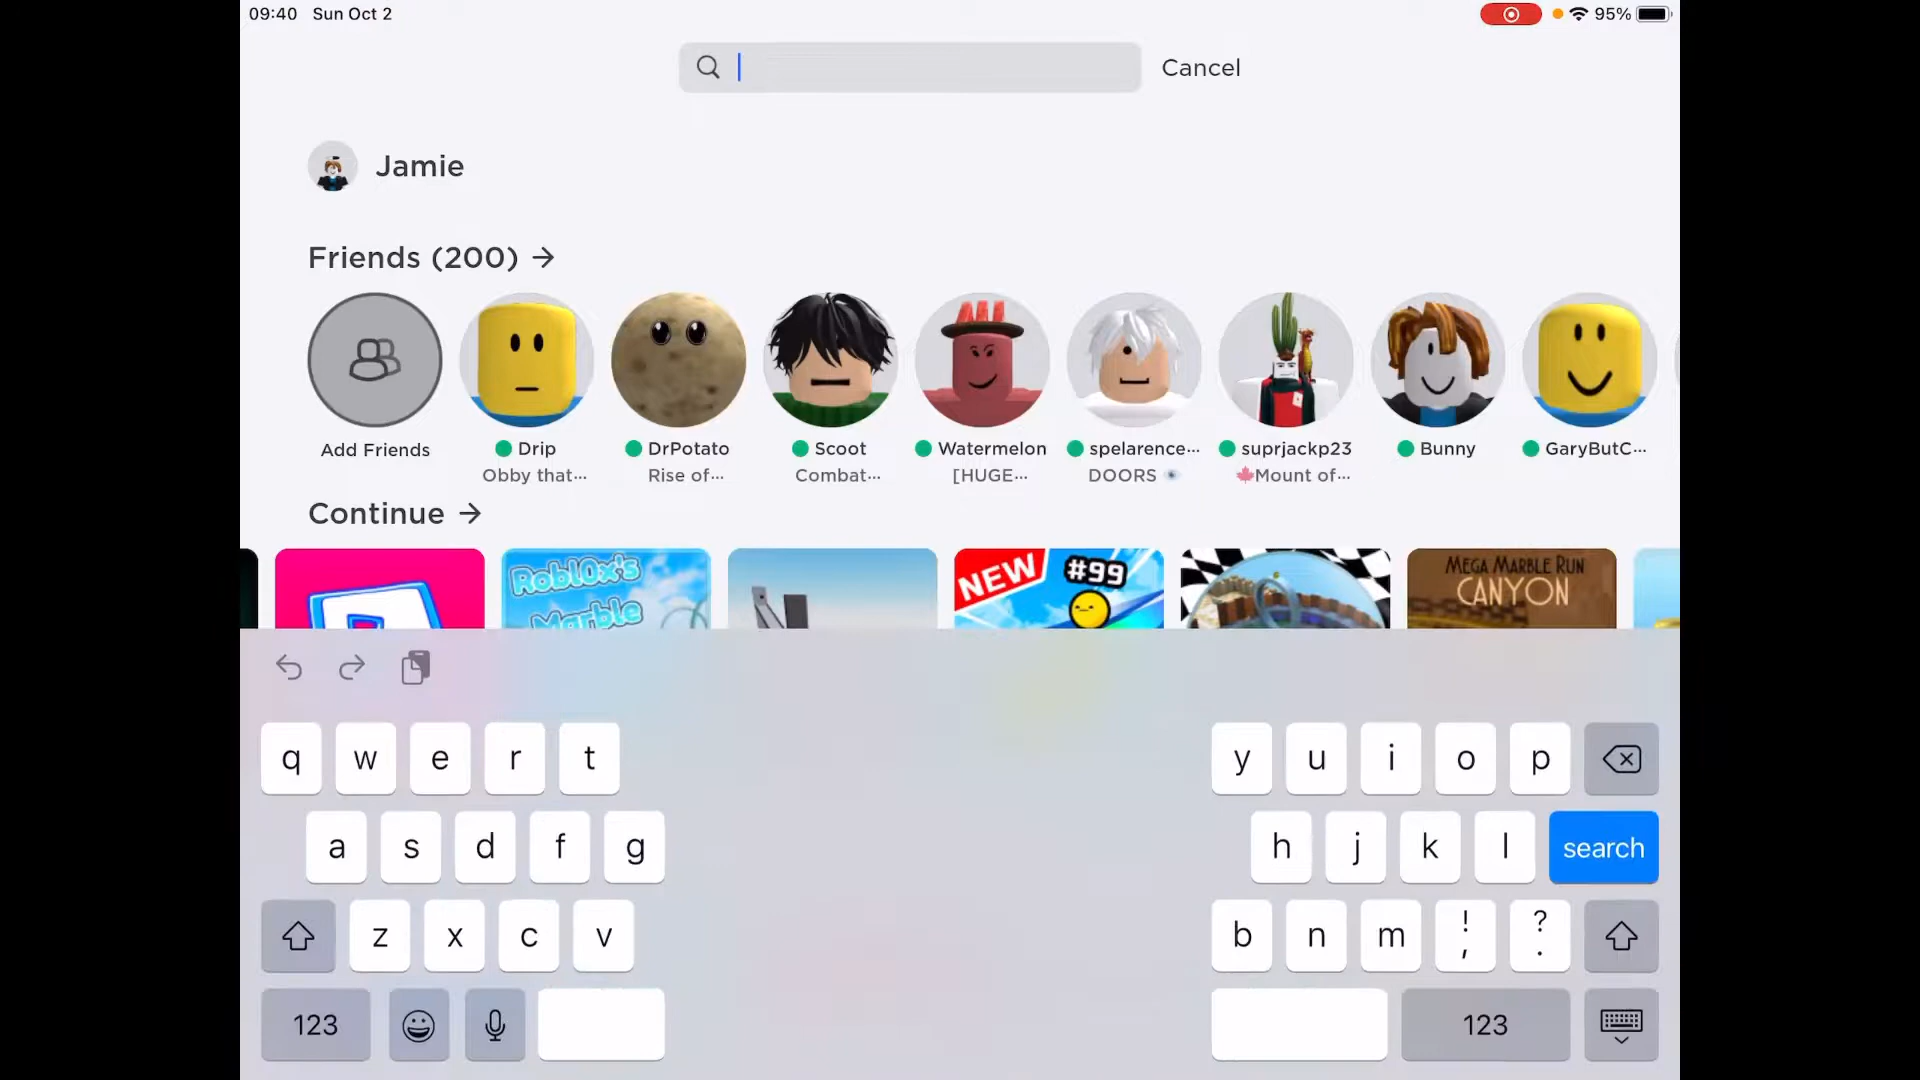 09:40 Sun Oct 2 95%
Cancel
Jamie
Friends (200) →
Add Friends
Drip
Obby that...
DrPotato
Rise of...
Scoot
Combat...
Watermelon
[HUGE...
spelarence...
DOORS 👁
suprjackp23
🍁Mount of...
Bunny
GaryButC...
Continue →
Robl0x's
Marble
NEW #99
MEGA MARBLE RUN
CANYON
q w e r t y u i o p
a s d f g h j k l search
z x c v b n m ! , ? .
123 123